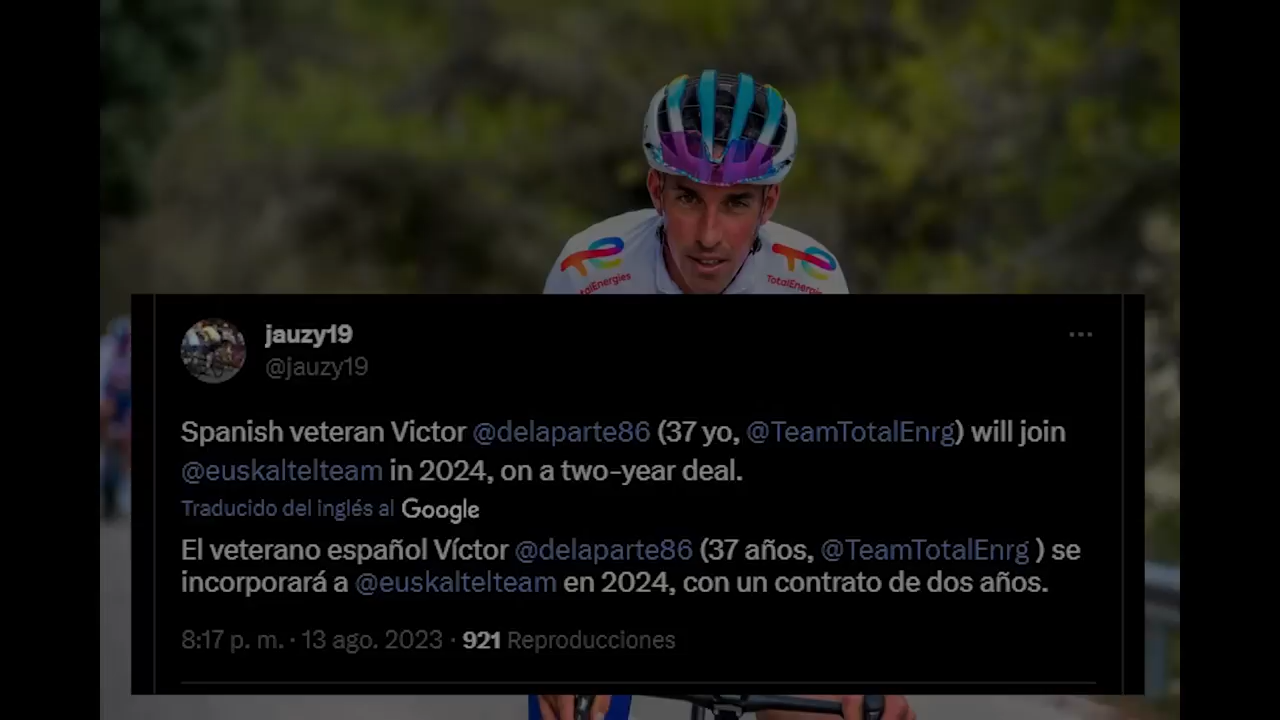 TotalEnergies
TotalEnergies
jauzy19
@jauzy19
Spanish veteran Victor @delaparte86 (37 yo, @TeamTotalEnrg) will join
@euskaltelteam in 2024, on a two-year deal.
Traducido del inglés al Google
El veterano español Víctor @delaparte86 (37 años, @TeamTotalEnrg ) se
incorporará a @euskaltelteam en 2024, con un contrato de dos años.
8:17 p. m. · 13 ago. 2023 · 921 Reproducciones